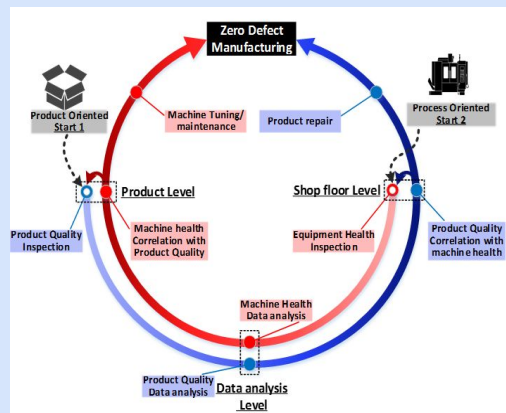 Zero Defect
Manufacturing
Product Oriented
Start 1
Process Oriented
Start 2
Machine Tuning/
maintenance
Product repair
Product Level
Shop floor Level
Product Quality
Inspection
Machine health
Correlation with
Product Quality
Equipment Health
Inspection
Product Quality
Correlation with
machine health
Machine Health
Data analysis
Product Quality
Data analysis
Data analysis
Level